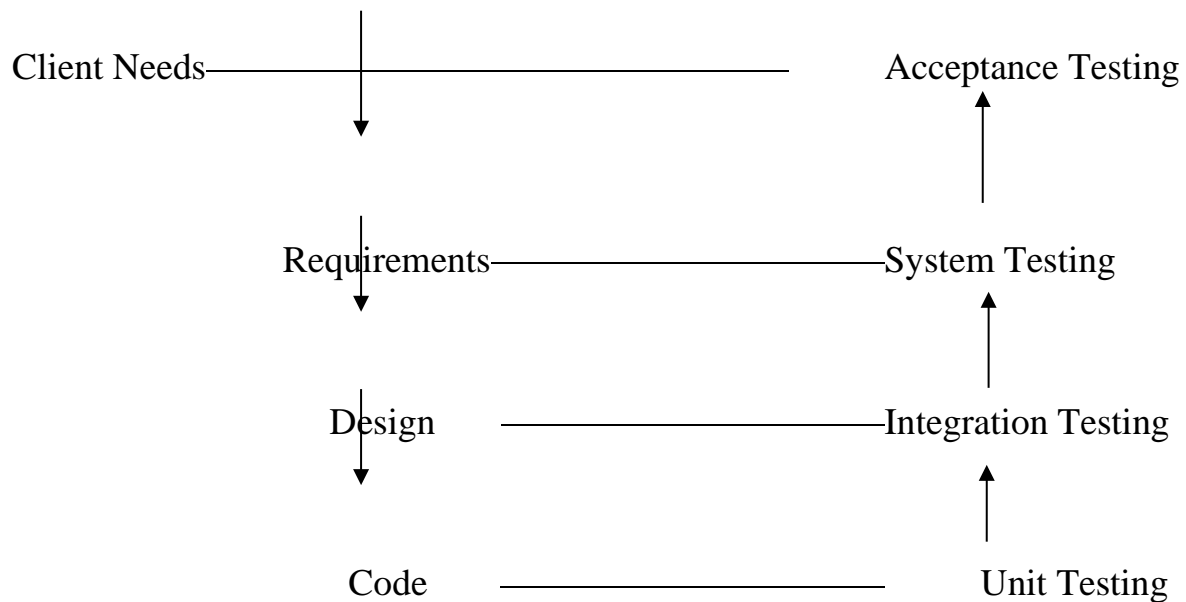 Client Needs Acceptance Testing
Requirements System Testing
Design Integration Testing
Code Unit Testing